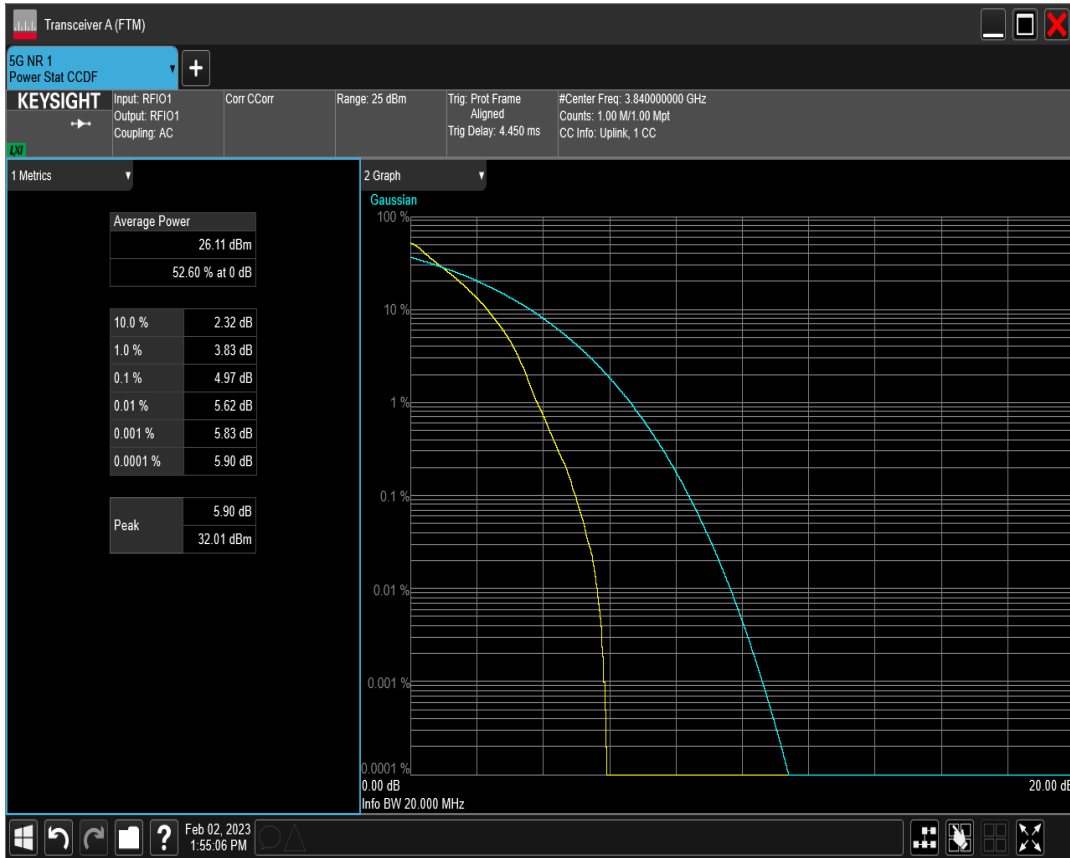 Transceiver A (FTM)
5G NR 1
Power Stat CCDF
+
KEYSIGHT
LXI
Input: RFIO1
Output: RFIO1
Coupling: AC
Corr CCorr
Range: 25 dBm
Trig: Prot Frame
Aligned
Trig Delay: 4.450 ms
#Center Freq: 3.840000000 GHz
Counts: 1.00 M/1.00 Mpt
CC Info: Uplink, 1 CC
1 Metrics
Average Power
26.11 dBm
52.60 % at 0 dB
10.0 % 2.32 dB
1.0 % 3.83 dB
0.1 % 4.97 dB
0.01 % 5.62 dB
0.001 % 5.83 dB
0.0001 % 5.90 dB
Peak 5.90 dB
32.01 dBm
2 Graph
Gaussian
100 %
10 %
1 %
0.1 %
0.01 %
0.001 %
0.0001 %
0.00 dB 20.00 dB
Info BW 20.000 MHz
?
Feb 02, 2023
1:55:06 PM